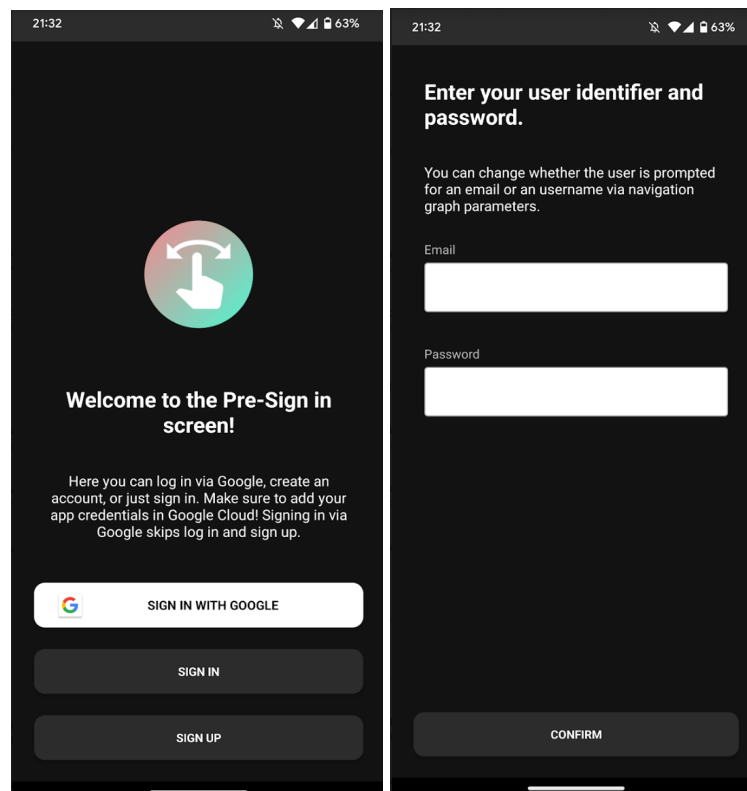 21:32
63%
Welcome to the Pre-Sign in
screen!
Here you can log in via Google, create an
account, or just sign in. Make sure to add your
app credentials in Google Cloud! Signing in via
Google skips log in and sign up.
G
SIGN IN WITH GOOGLE
SIGN IN
SIGN UP
21:32
63%
Enter your user identifier and
password.
You can change whether the user is prompted
for an email or an username via navigation
graph parameters.
Email
Password
CONFIRM